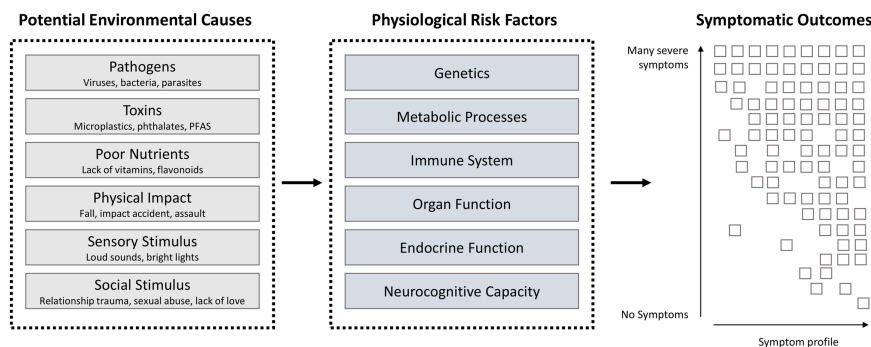 Potential Environmental Causes
Pathogens
Viruses, bacteria, parasites
Toxins
Microplastics, phthalates, PFAS
Poor Nutrients
Lack of vitamins, flavonoids
Physical Impact
Fall, impact accident, assault
Sensory Stimulus
Loud sounds, bright lights
Social Stimulus
Relationship trauma, sexual abuse, lack of love
Physiological Risk Factors
Genetics
Metabolic Processes
Immune System
Organ Function
Endocrine Function
Neurocognitive Capacity
Symptomatic Outcomes
Many severe
symptoms
No Symptoms
Symptom profile